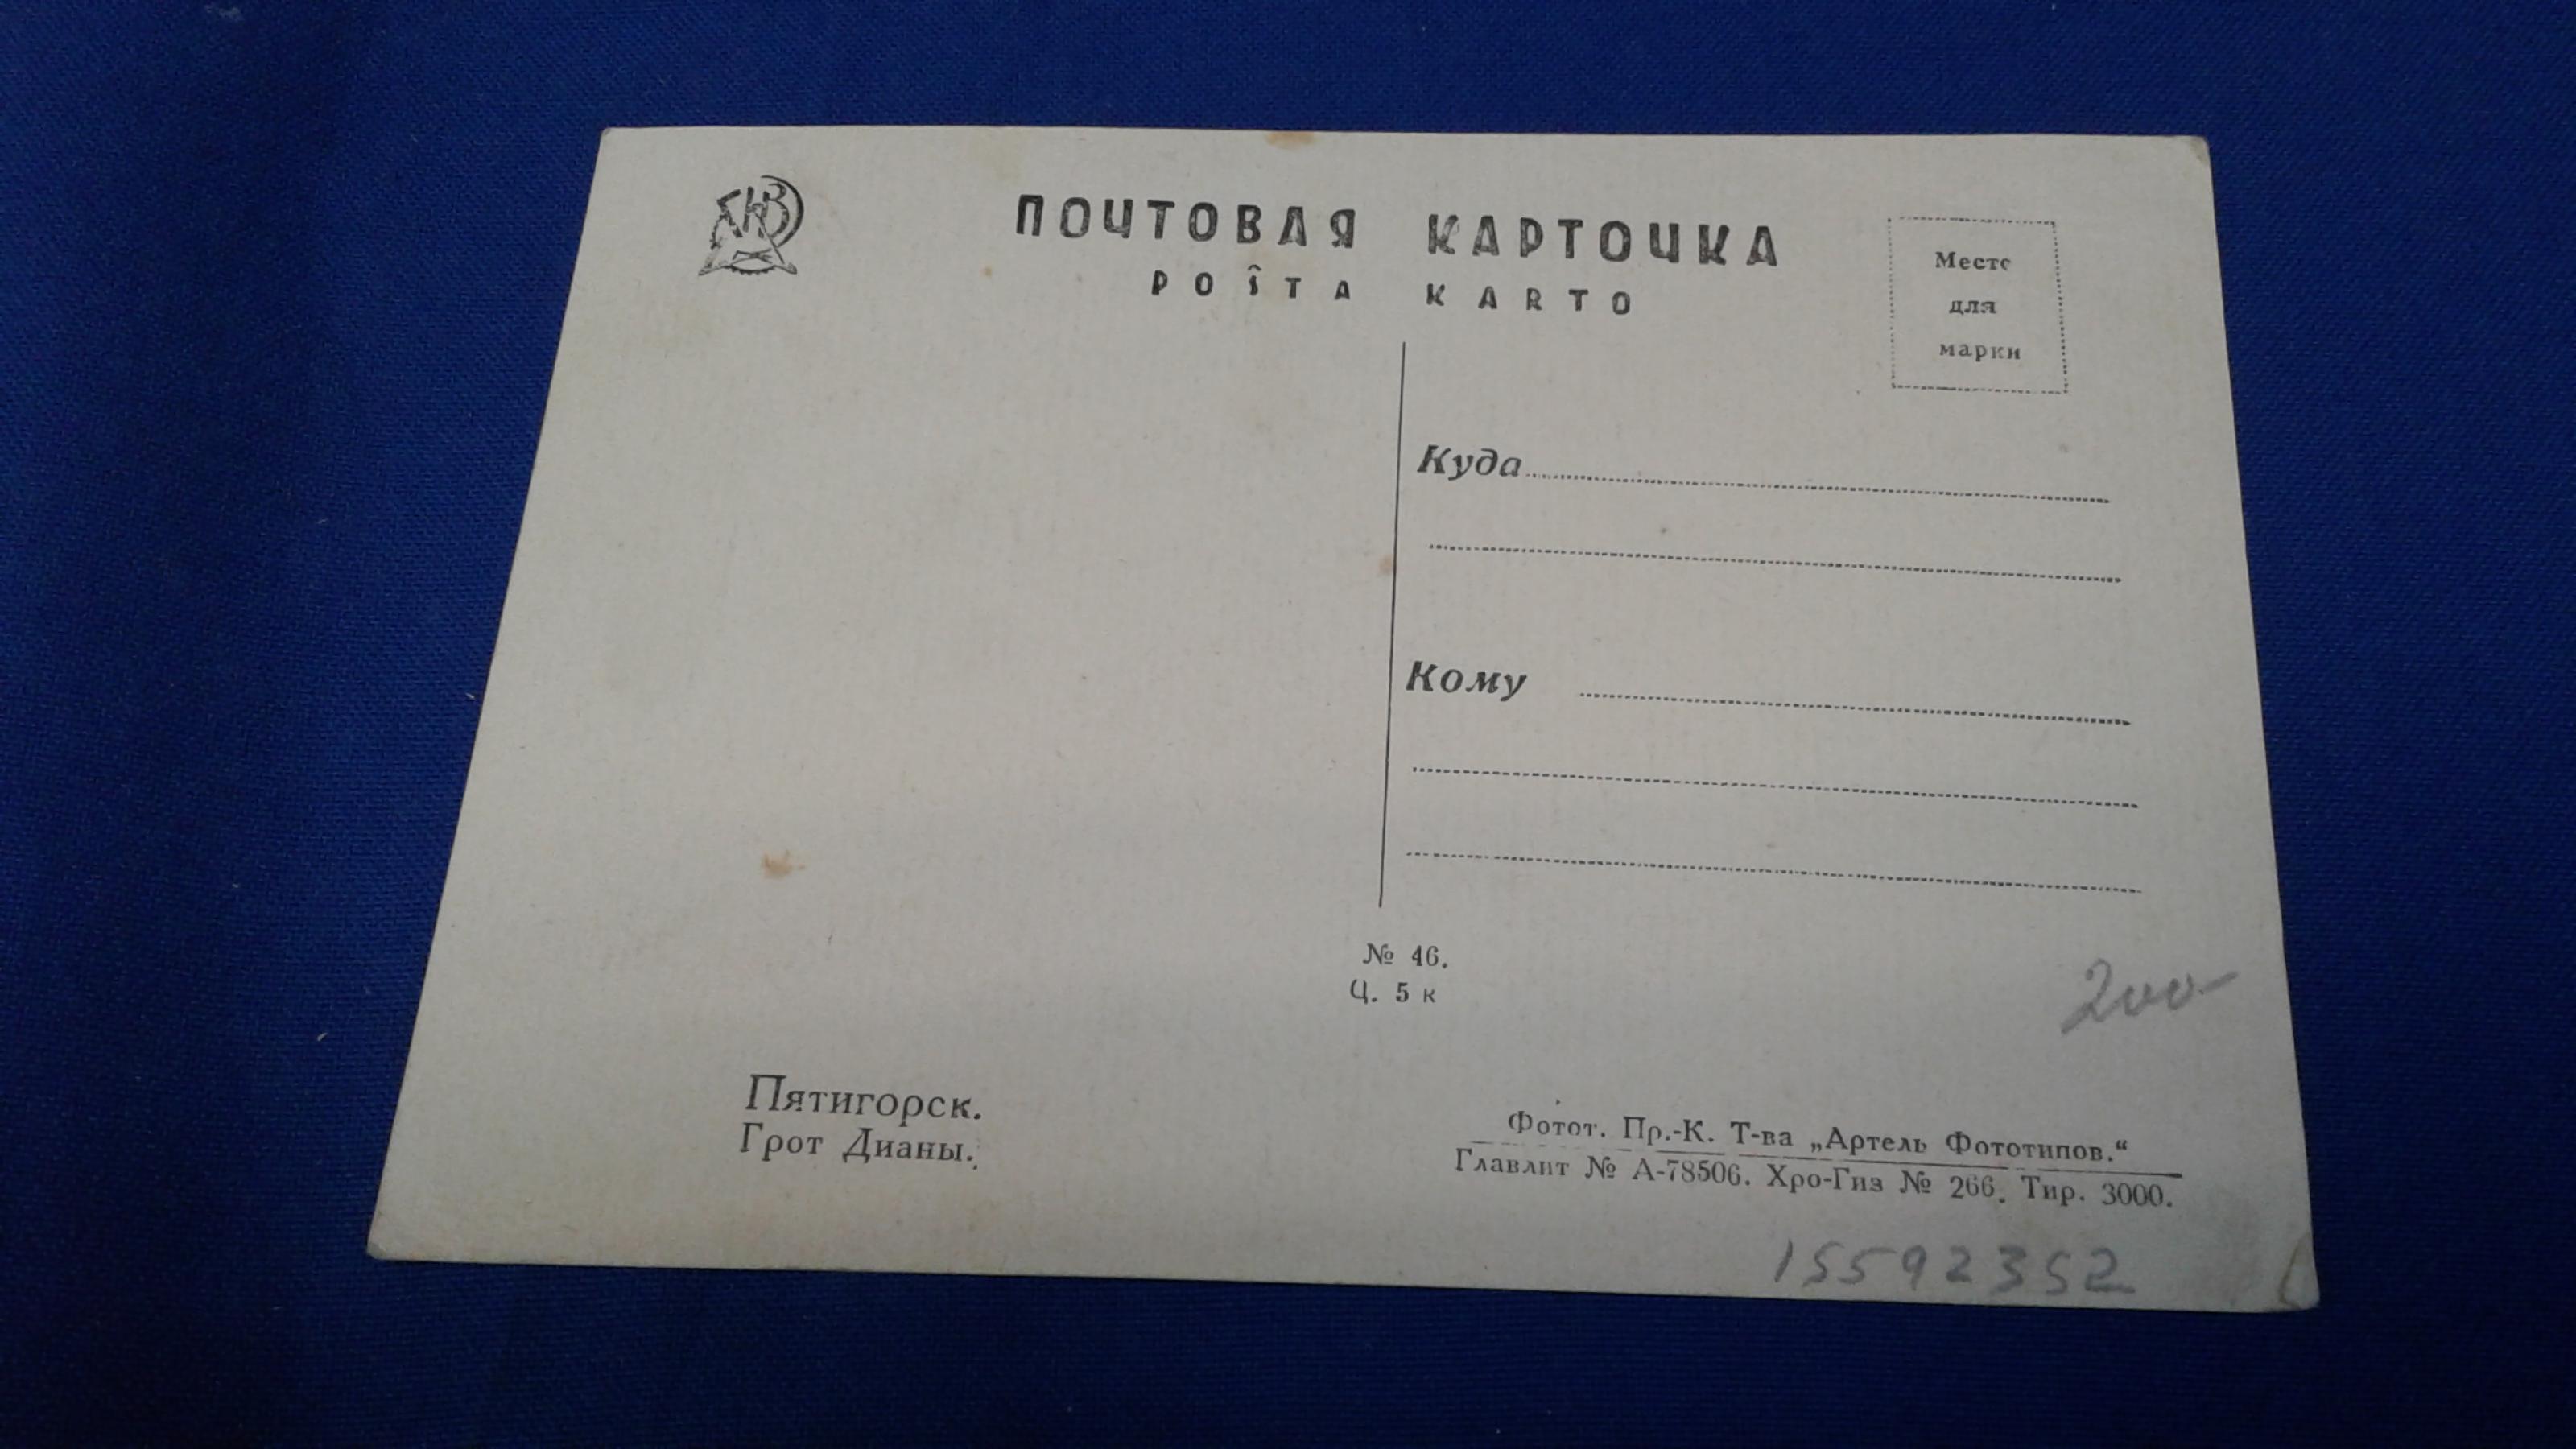 ПОЧТОВАЯ КАРТОЧКА
POŜTA KARTO
Место
для
марки
Куда
Кому
№ 46.
Ц. 5 к
200-
Пятигорск.
Грот Дианы.
Фотот. Пр.-К. Т-ва „Артель Фототипов.“
Главлит № А-78506. Хро-Гиз № 266. Тир. 3000.
15592352